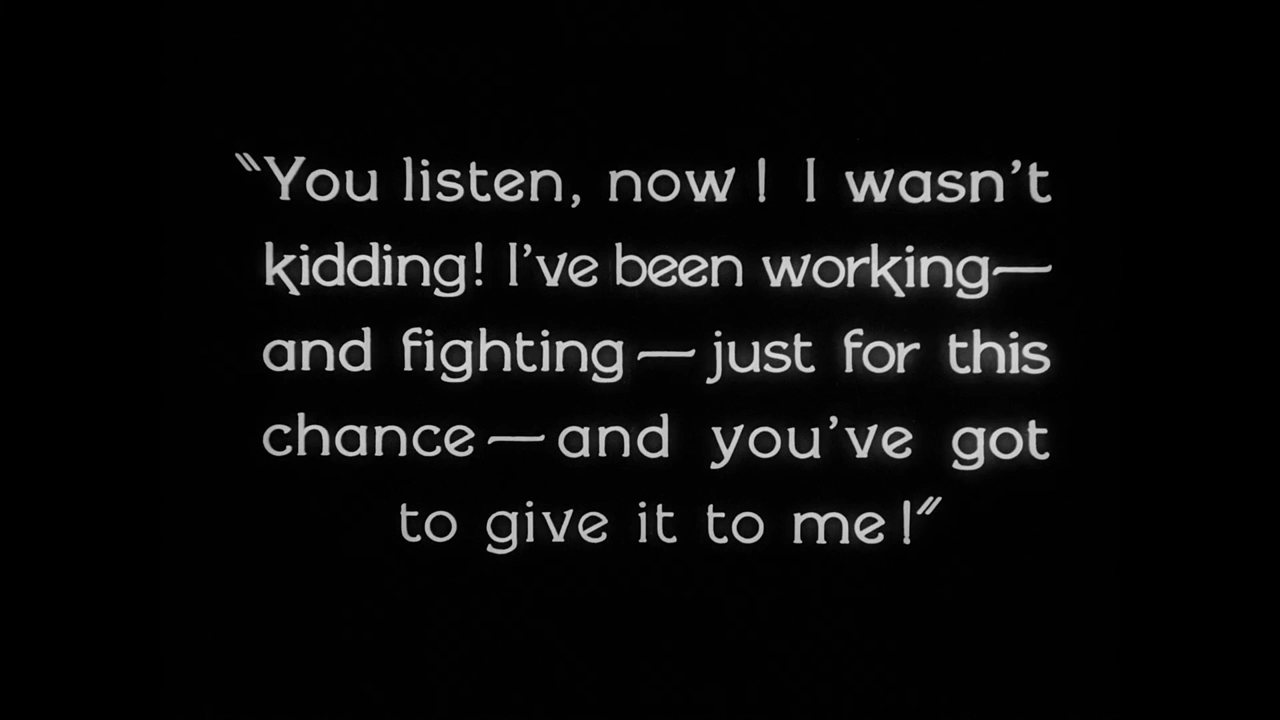 "You listen, now! I wasn't
kidding! I've been working—
and fighting—just for this
chance—and you've got
to give it to me!"